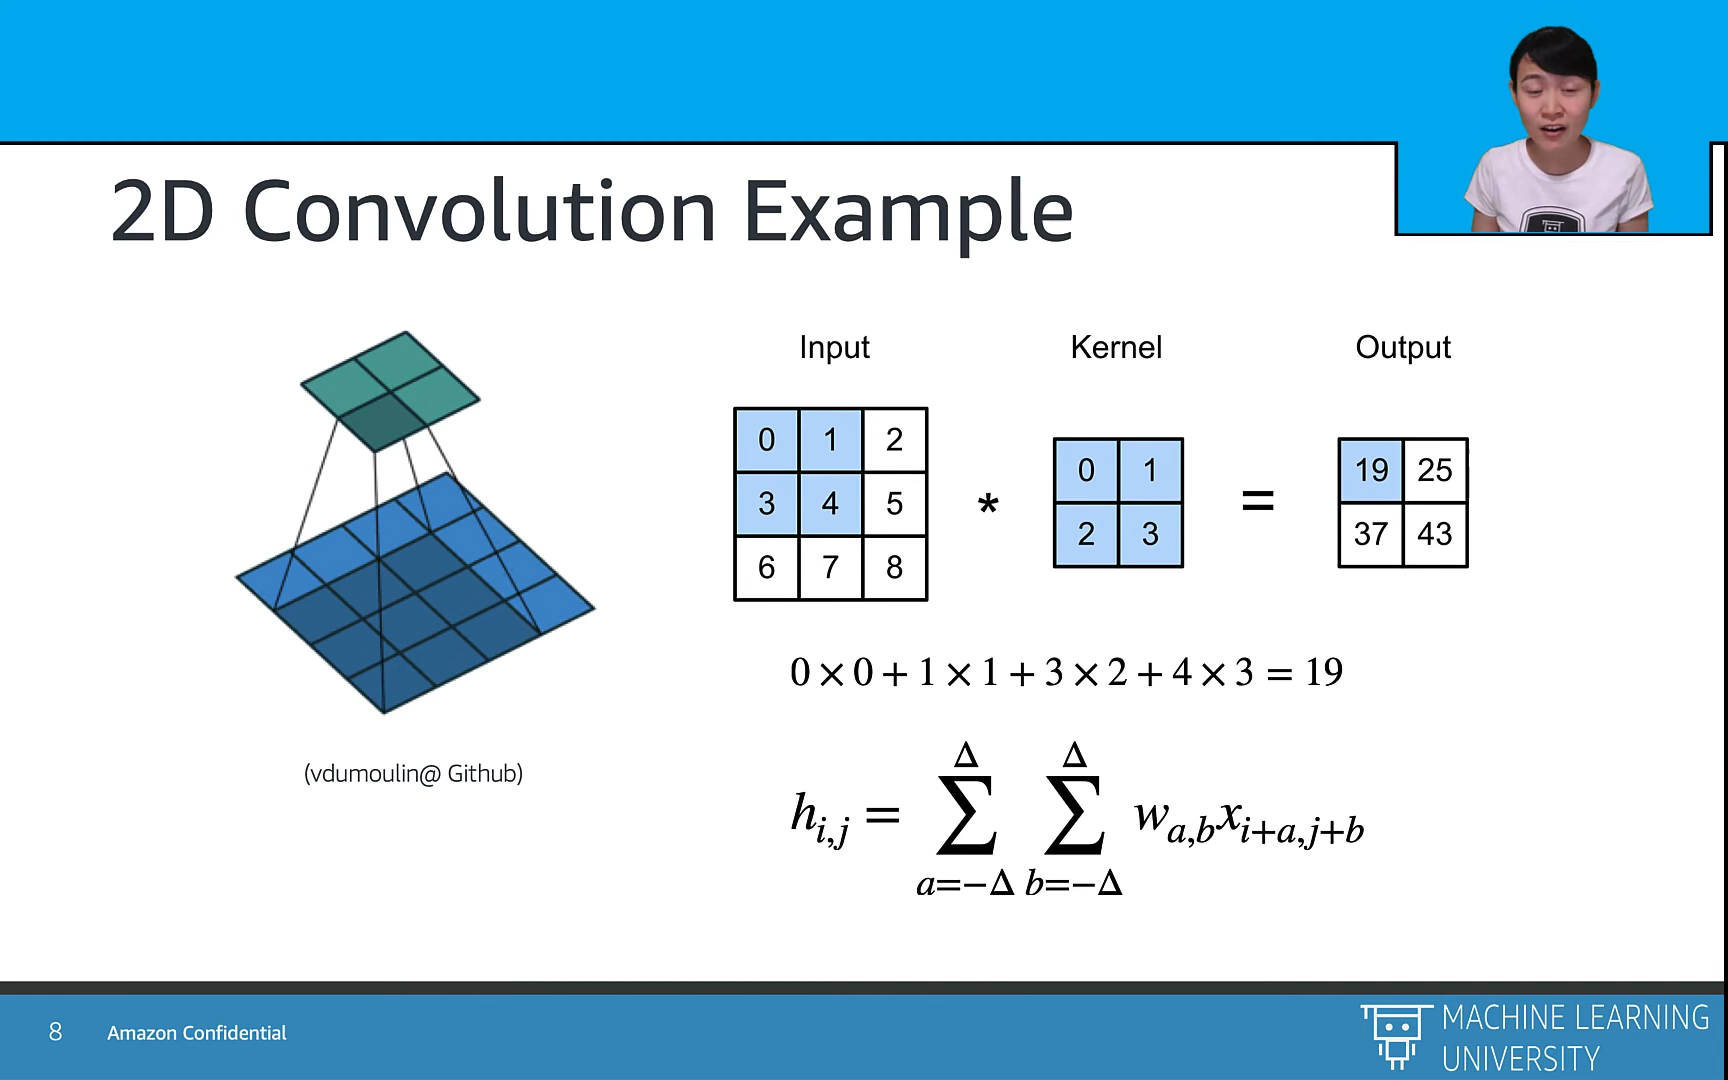 2D Convolution Example
Input
Kernel
Output
0 1 2
3 4 5
6 7 8
*
0 1
2 3
=
19 25
37 43
0 × 0 + 1 × 1 + 3 × 2 + 4 × 3 = 19
h_{i,j} = \sum_{a=-Δ}^{Δ} \sum_{b=-Δ}^{Δ} w_{a,b}x_{i+a,j+b}
(vdumoulin@ Github)
8
Amazon Confidential
MACHINE LEARNING
UNIVERSITY